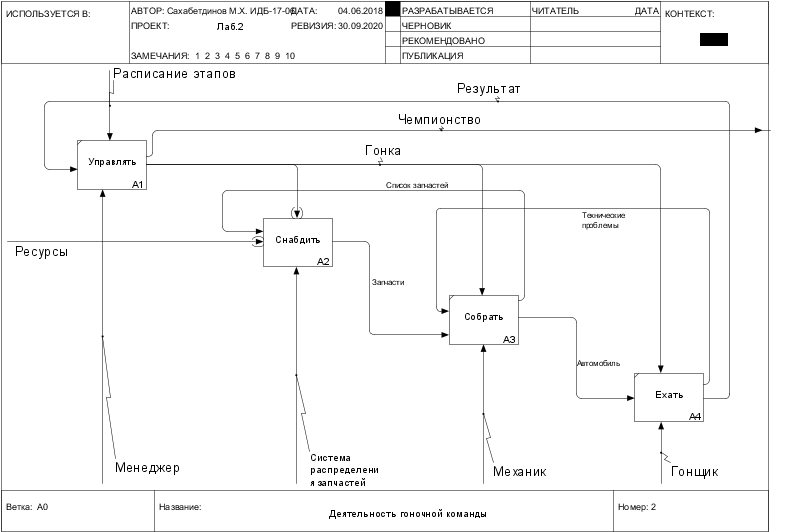 ИСПОЛЬЗУЕТСЯ В:
АВТОР: Сахабетдинов М.Х. ИДБ-17-06
ДАТА: 04.06.2018
РАЗРАБАТЫВАЕТСЯ
ЧИТАТЕЛЬ
ДАТА
КОНТЕКСТ:
ПРОЕКТ: Лаб.2
РЕВИЗИЯ: 30.09.2020
ЧЕРНОВИК
РЕКОМЕНДОВАНО
ЗАМЕЧАНИЯ: 1 2 3 4 5 6 7 8 9 10
ПУБЛИКАЦИЯ
Расписание этапов
Результат
Чемпионство
Гонка
Управлять
A1
Список запчастей
Технические
проблемы
Снабдить
A2
Ресурсы
Запчасти
Собрать
A3
Автомобиль
Ехать
A4
Менеджер
Система
распределени
я запчастей
Механик
Гонщик
Ветка: A0
Название:
Деятельность гоночной команды
Номер: 2